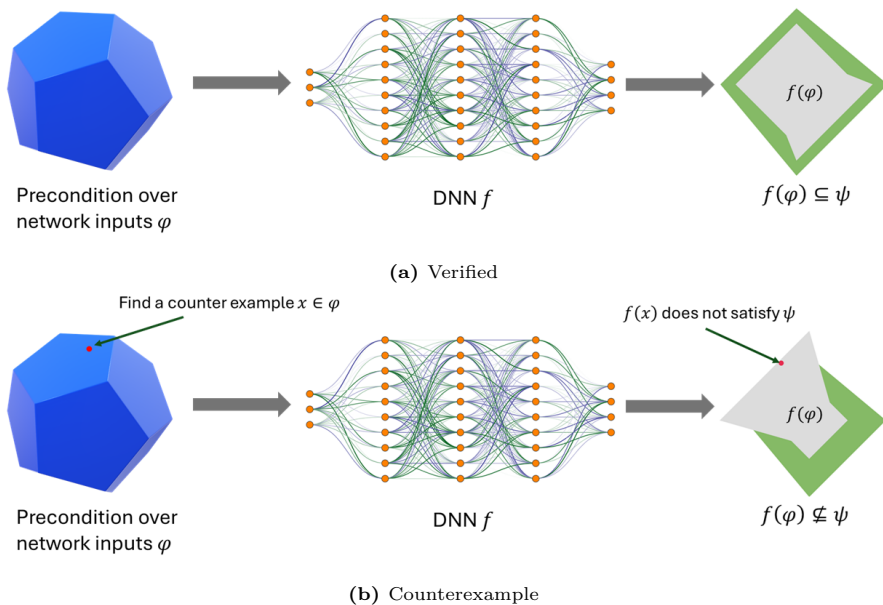 f(φ)
Precondition over
network inputs φ
DNN f
f(φ) ⊆ ψ
(a) Verified
Find a counter example x ∈ φ
f(x) does not satisfy ψ
f(φ)
Precondition over
network inputs φ
DNN f
f(φ) ⊈ ψ
(b) Counterexample